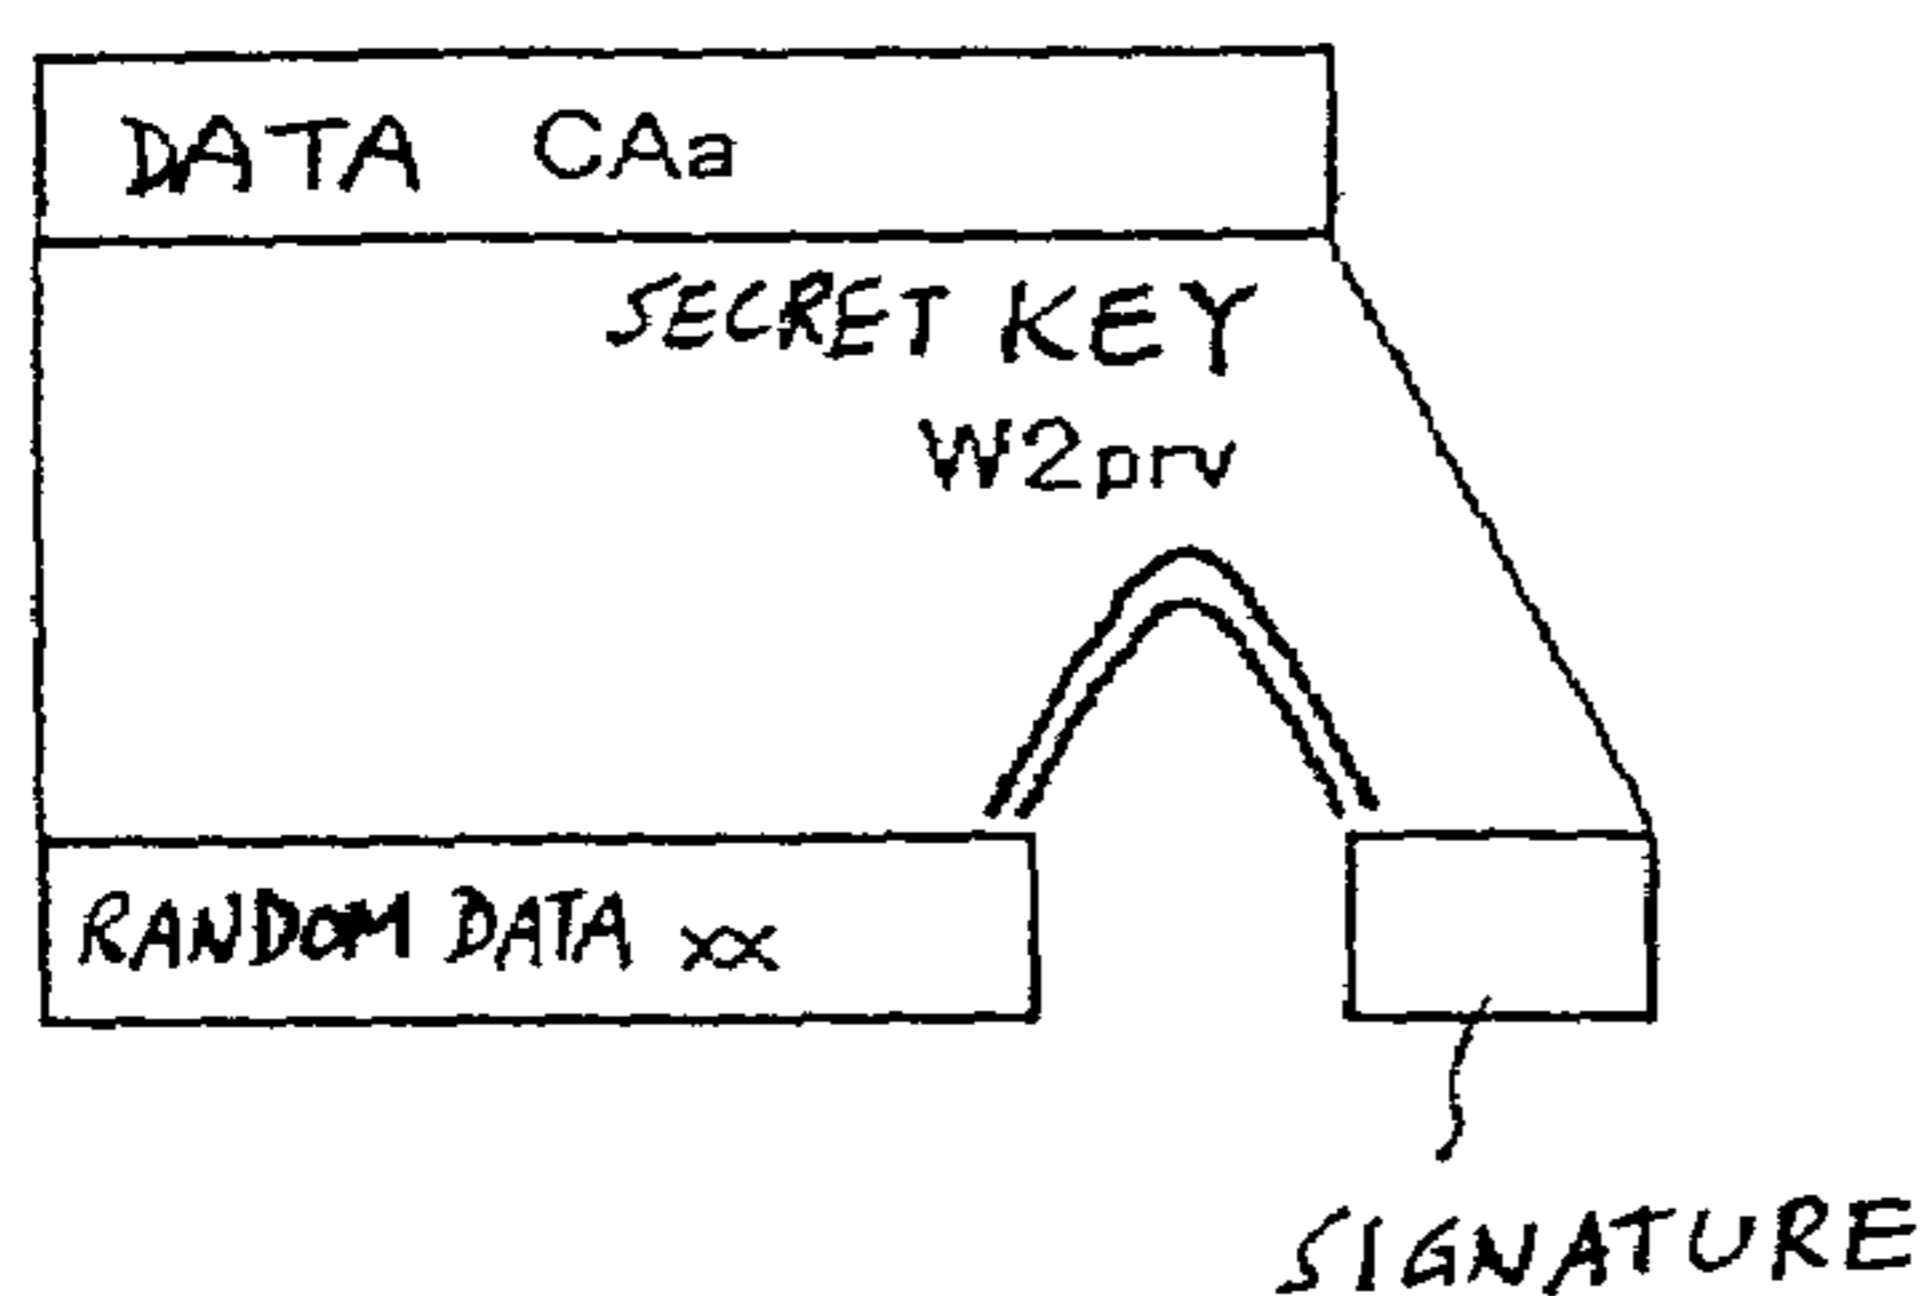 DATA CAa
SECRET KEY
W2prv
RANDOM DATA xx
SIGNATURE